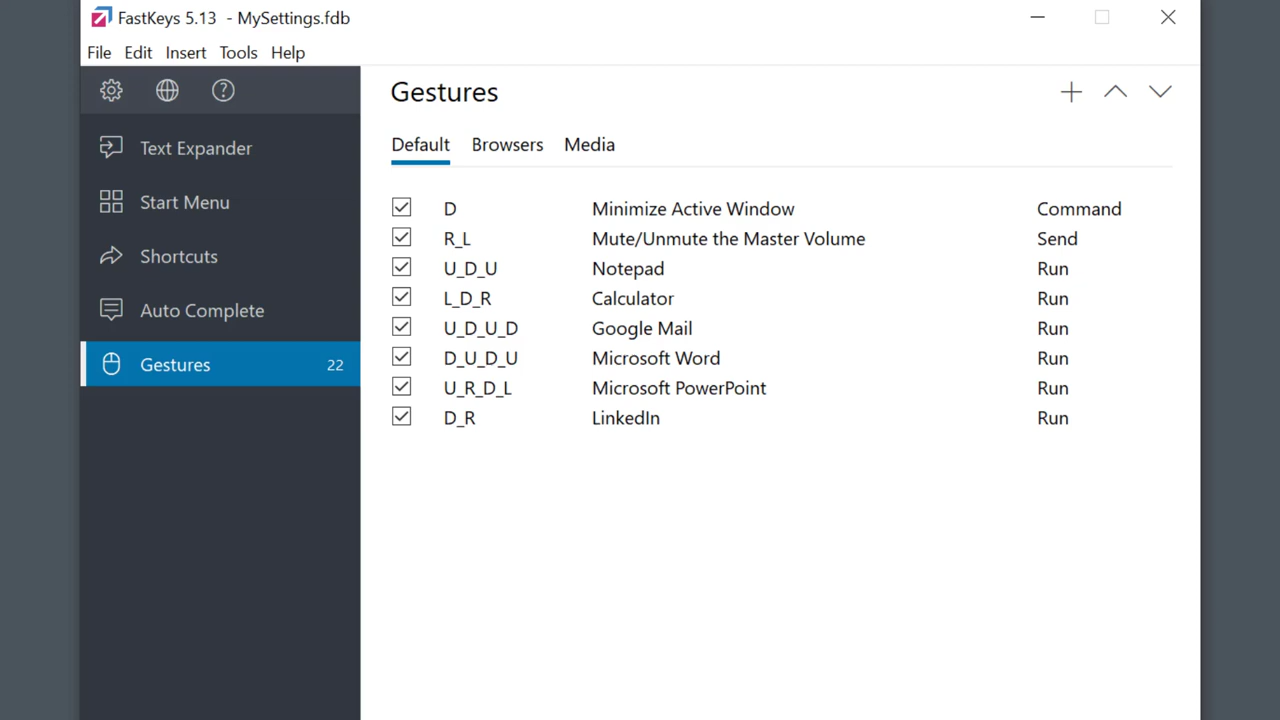 FastKeys 5.13 - MySettings.fdb
File Edit Insert Tools Help
Text Expander
Start Menu
Shortcuts
Auto Complete
Gestures 22
Gestures
Default Browsers Media
D Minimize Active Window Command
R_L Mute/Unmute the Master Volume Send
U_D_U Notepad Run
L_D_R Calculator Run
U_D_U_D Google Mail Run
D_U_D_U Microsoft Word Run
U_R_D_L Microsoft PowerPoint Run
D_R LinkedIn Run